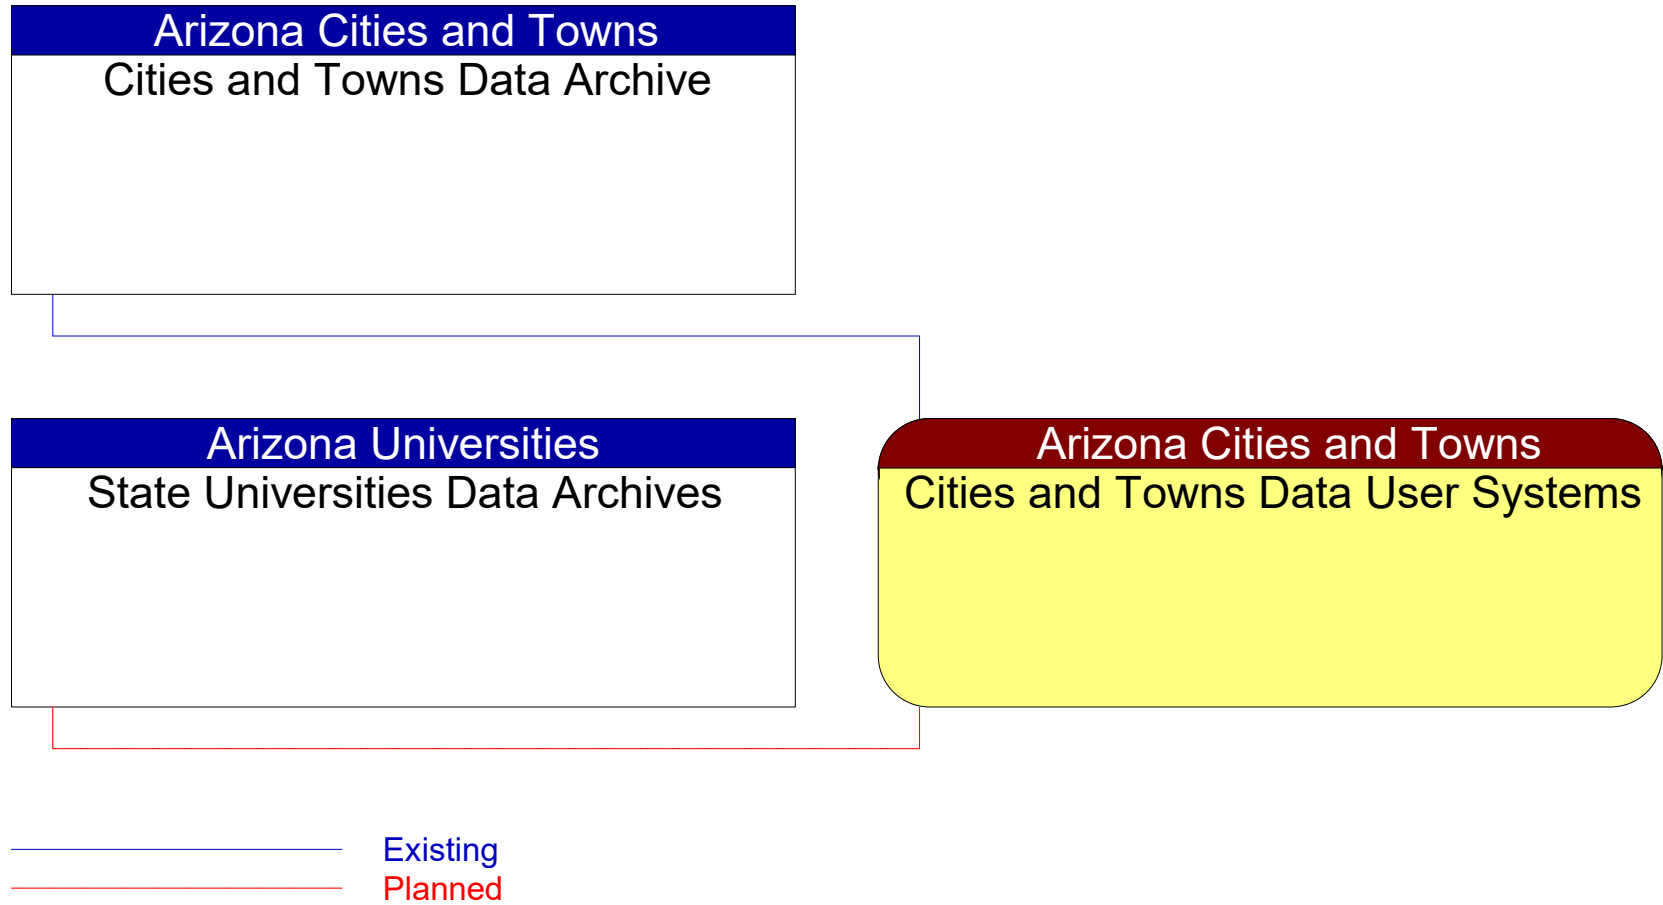 Arizona Cities and Towns
Cities and Towns Data Archive
Arizona Universities
State Universities Data Archives
Arizona Cities and Towns
Cities and Towns Data User Systems
Existing
Planned